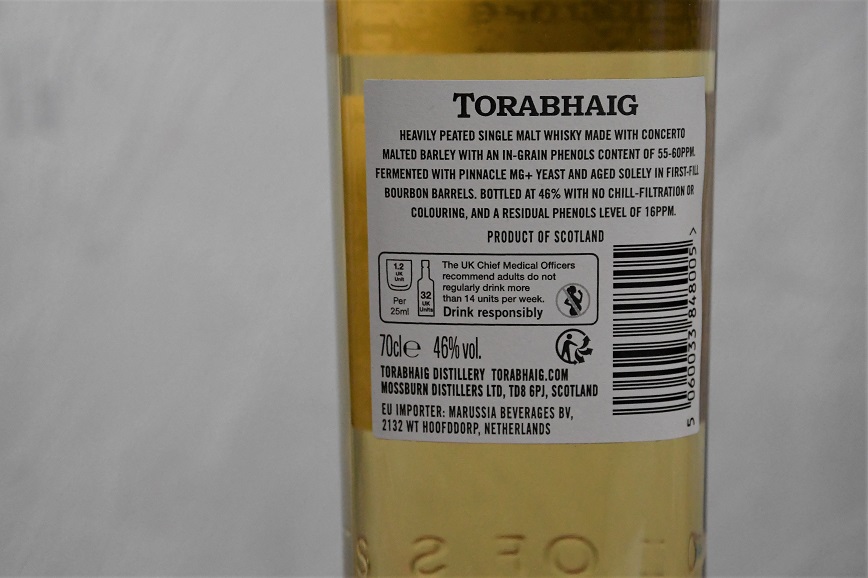 TORABHAIG
HEAVILY PEATED SINGLE MALT WHISKY MADE WITH CONCERTO
MALTED BARLEY WITH AN IN-GRAIN PHENOLS CONTENT OF 55-60PPM.
FERMENTED WITH PINNACLE MG+ YEAST AND AGED SOLELY IN FIRST-FILL
BOURBON BARRELS. BOTTLED AT 46% WITH NO CHILL-FILTRATION OR
COLOURING, AND A RESIDUAL PHENOLS LEVEL OF 16PPM.
PRODUCT OF SCOTLAND
1.2
UK
Unit
Per
25ml
32
UK
Units
The UK Chief Medical Officers
recommend adults do not
regularly drink more
than 14 units per week.
Drink responsibly
70cl℮ 46% vol.
TORABHAIG DISTILLERY TORABHAIG.COM
MOSSBURN DISTILLERS LTD, TD8 6PJ, SCOTLAND
EU IMPORTER: MARUSSIA BEVERAGES BV,
2132 WT HOOFDDORP, NETHERLANDS
5 060033 848005 >